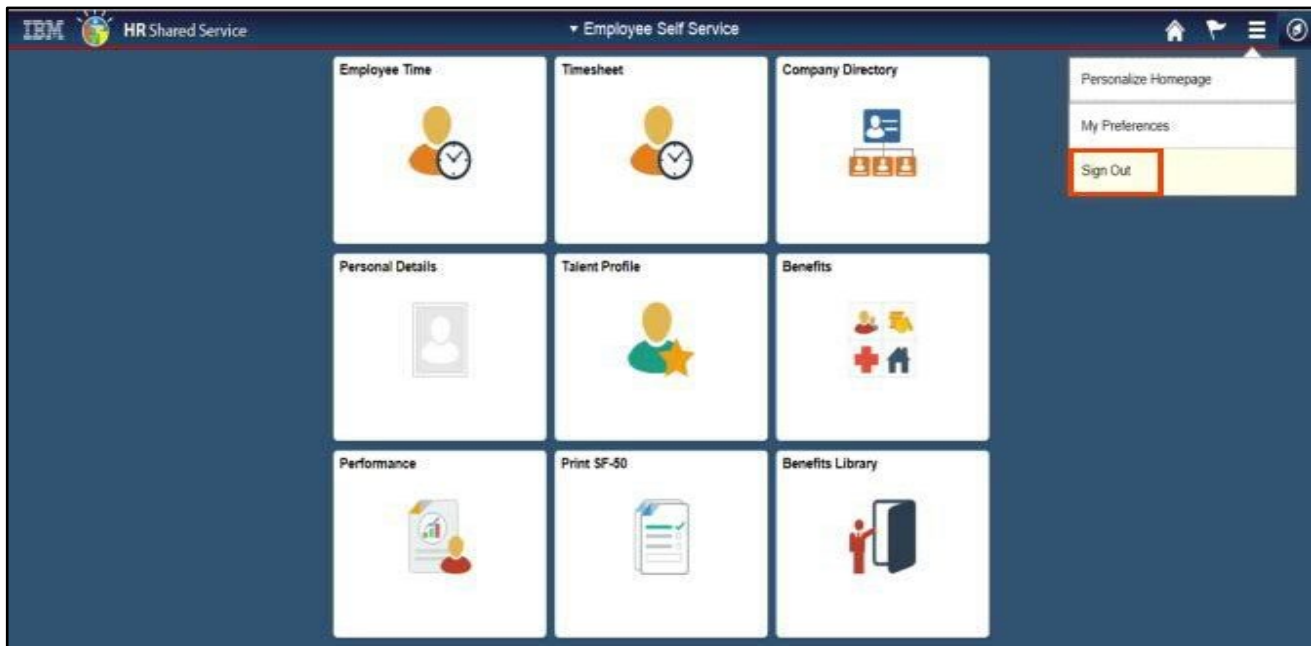 IBM HR Shared Service
Employee Self Service
Employee Time
Timesheet
Company Directory
Personalize Homepage
My Preferences
Sign Out
Personal Details
Talent Profile
Benefits
Performance
Print SF-50
Benefits Library